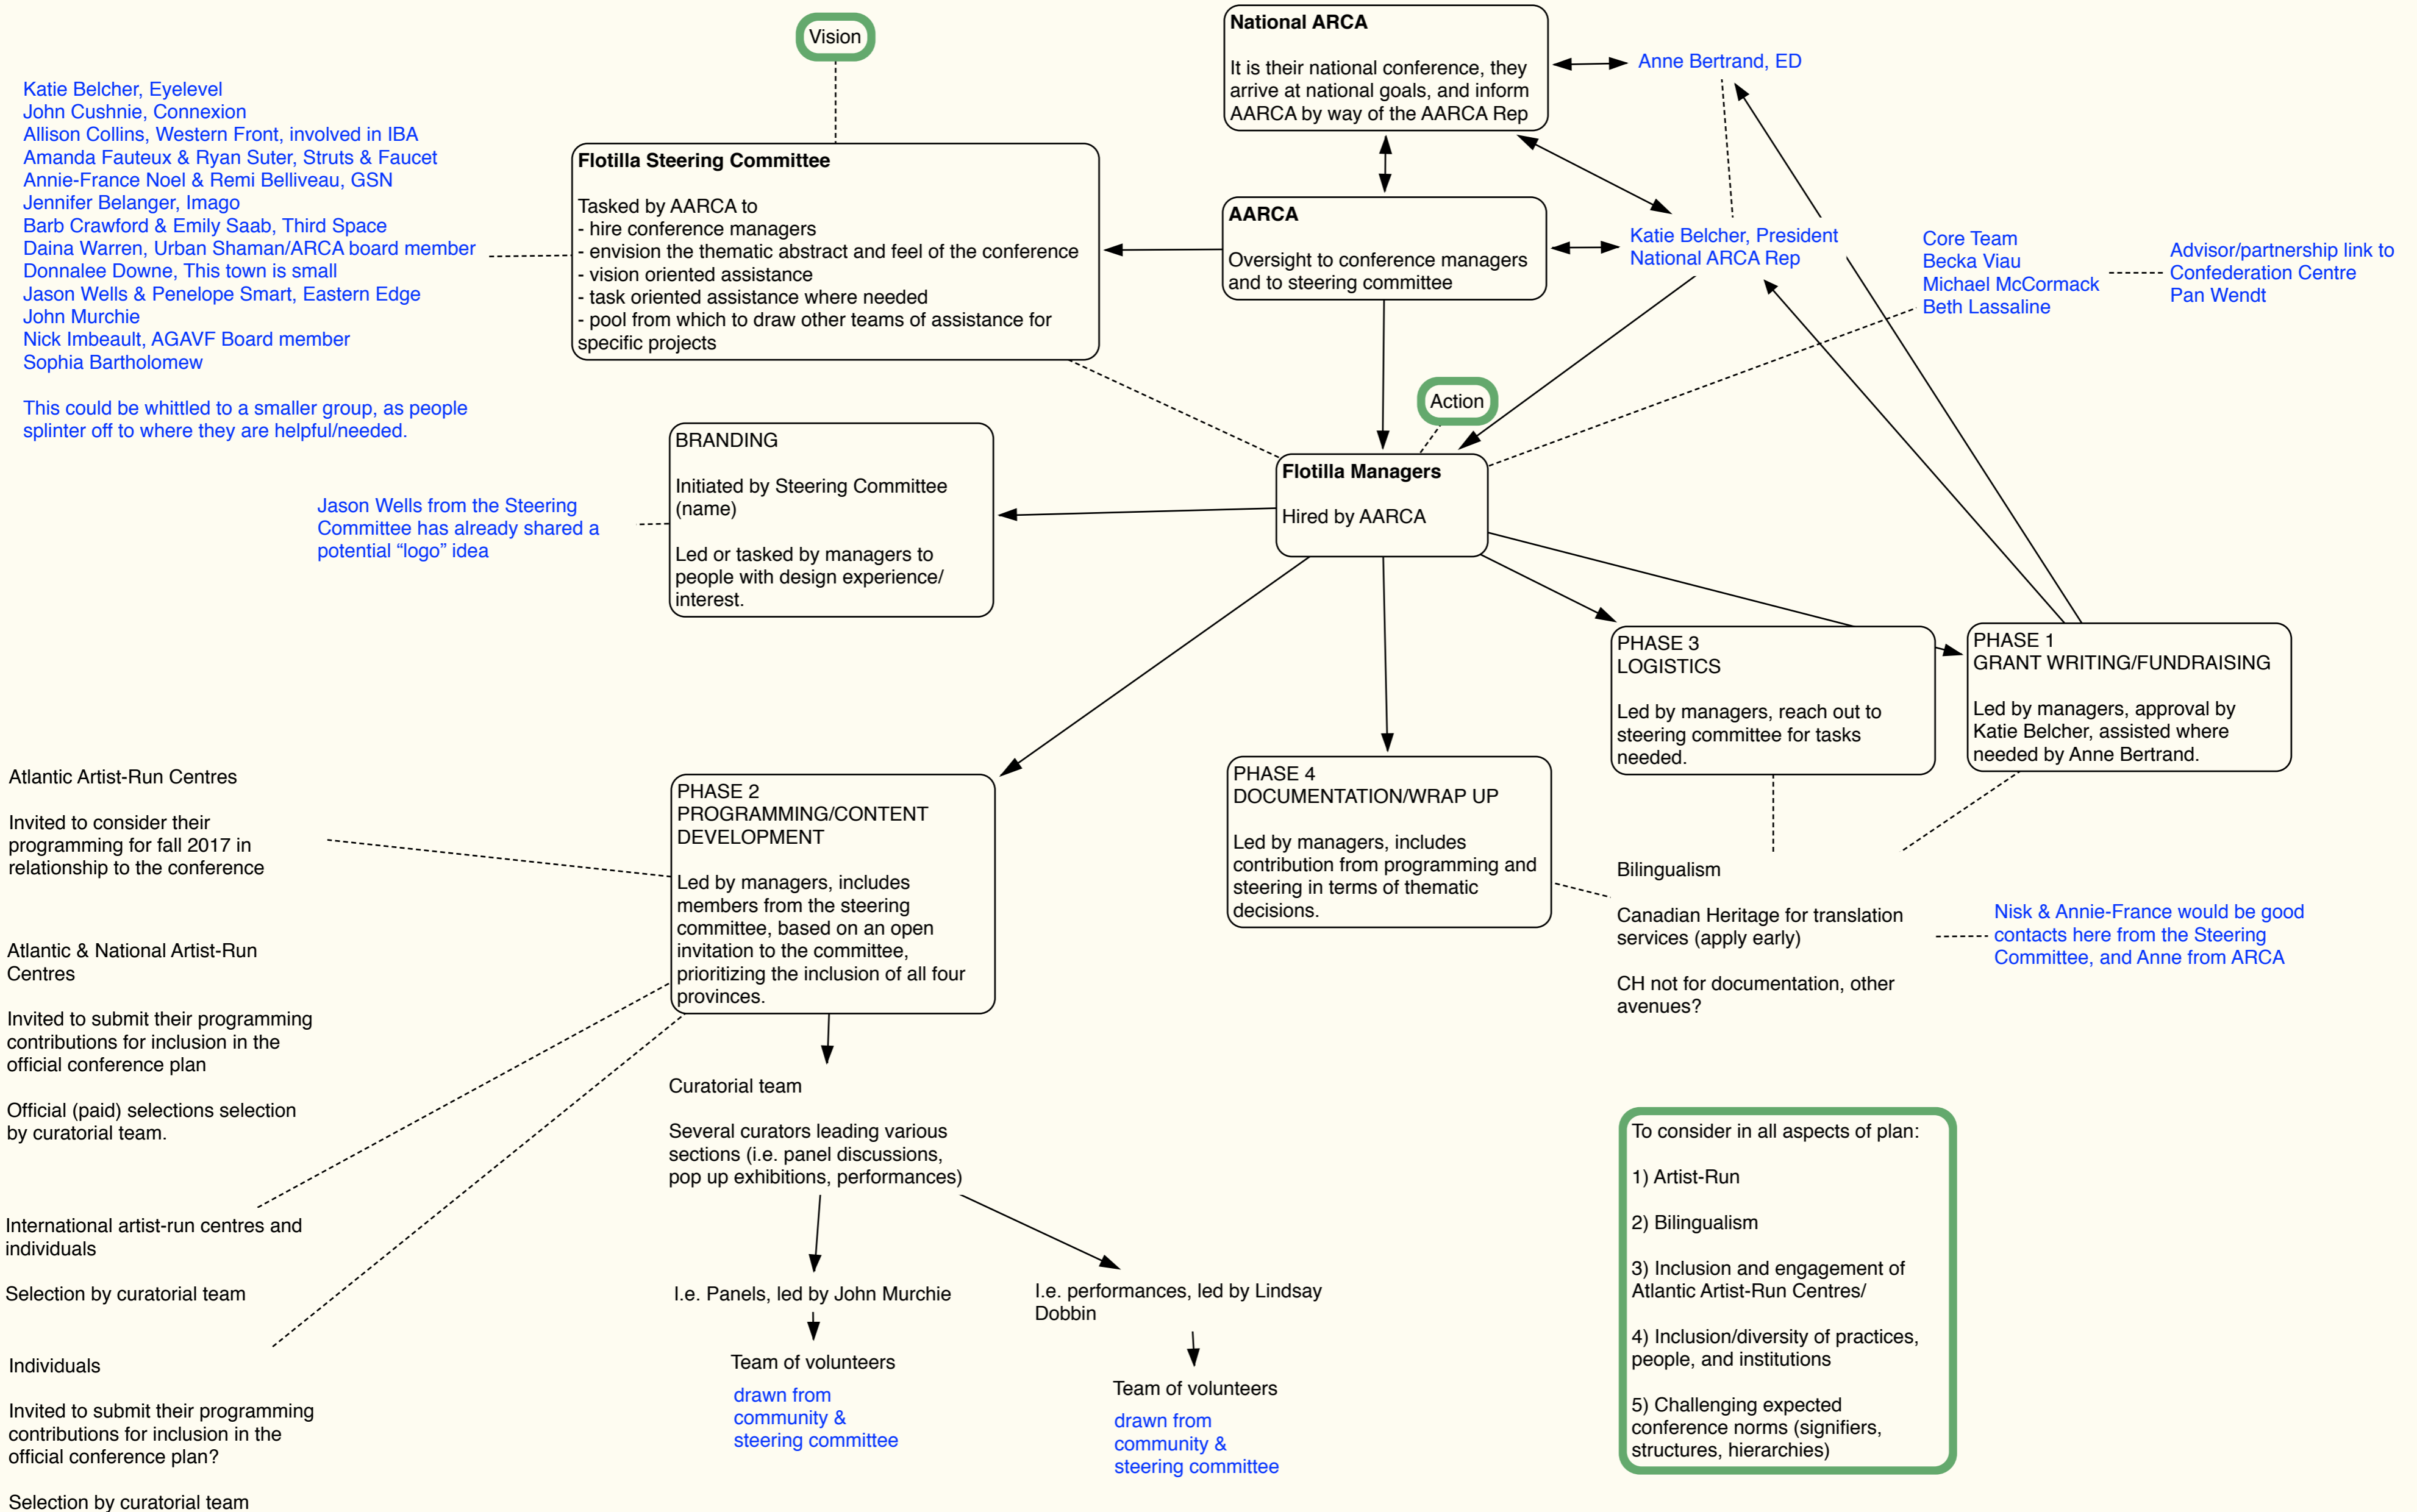 Vision
National ARCA
It is their national conference, they
arrive at national goals, and inform
AARCA by way of the AARCA Rep
Anne Bertrand, ED
Katie Belcher, Eyelevel
John Cushnie, Connexion
Allison Collins, Western Front, involved in IBA
Amanda Fauteux & Ryan Suter, Struts & Faucet
Annie-France Noel & Remi Belliveau, GSN
Jennifer Belanger, Imago
Barb Crawford & Emily Saab, Third Space
Daina Warren, Urban Shaman/ARCA board member
Donnalee Downe, This town is small
Jason Wells & Penelope Smart, Eastern Edge
John Murchie
Nick Imbeault, AGAVF Board member
Sophia Bartholomew
This could be whittled to a smaller group, as people
splinter off to where they are helpful/needed.
Flotilla Steering Committee
Tasked by AARCA to
- hire conference managers
- envision the thematic abstract and feel of the conference
- vision oriented assistance
- task oriented assistance where needed
- pool from which to draw other teams of assistance for
specific projects
AARCA
Oversight to conference managers
and to steering committee
Katie Belcher, President
National ARCA Rep
Core Team
Becka Viau
Michael McCormack
Beth Lassaline
Advisor/partnership link to
Confederation Centre
Pan Wendt
Action
Flotilla Managers
Hired by AARCA
BRANDING
Initiated by Steering Committee
(name)
Led or tasked by managers to
people with design experience/
interest.
Jason Wells from the Steering
Committee has already shared a
potential “logo” idea
PHASE 3
LOGISTICS
Led by managers, reach out to
steering committee for tasks
needed.
PHASE 1
GRANT WRITING/FUNDRAISING
Led by managers, approval by
Katie Belcher, assisted where
needed by Anne Bertrand.
PHASE 2
PROGRAMMING/CONTENT
DEVELOPMENT
Led by managers, includes
members from the steering
committee, based on an open
invitation to the committee,
prioritizing the inclusion of all four
provinces.
PHASE 4
DOCUMENTATION/WRAP UP
Led by managers, includes
contribution from programming and
steering in terms of thematic
decisions.
Bilingualism
Canadian Heritage for translation
services (apply early)
CH not for documentation, other
avenues?
Nisk & Annie-France would be good
contacts here from the Steering
Committee, and Anne from ARCA
Atlantic Artist-Run Centres
Invited to consider their
programming for fall 2017 in
relationship to the conference
Atlantic & National Artist-Run
Centres
Invited to submit their programming
contributions for inclusion in the
official conference plan
Official (paid) selections selection
by curatorial team.
International artist-run centres and
individuals
Selection by curatorial team
Individuals
Invited to submit their programming
contributions for inclusion in the
official conference plan?
Selection by curatorial team
Curatorial team
Several curators leading various
sections (i.e. panel discussions,
pop up exhibitions, performances)
I.e. Panels, led by John Murchie
Team of volunteers
drawn from
community &
steering committee
I.e. performances, led by Lindsay
Dobbin
Team of volunteers
drawn from
community &
steering committee
To consider in all aspects of plan:
1) Artist-Run
2) Bilingualism
3) Inclusion and engagement of
Atlantic Artist-Run Centres/
4) Inclusion/diversity of practices,
people, and institutions
5) Challenging expected
conference norms (signifiers,
structures, hierarchies)